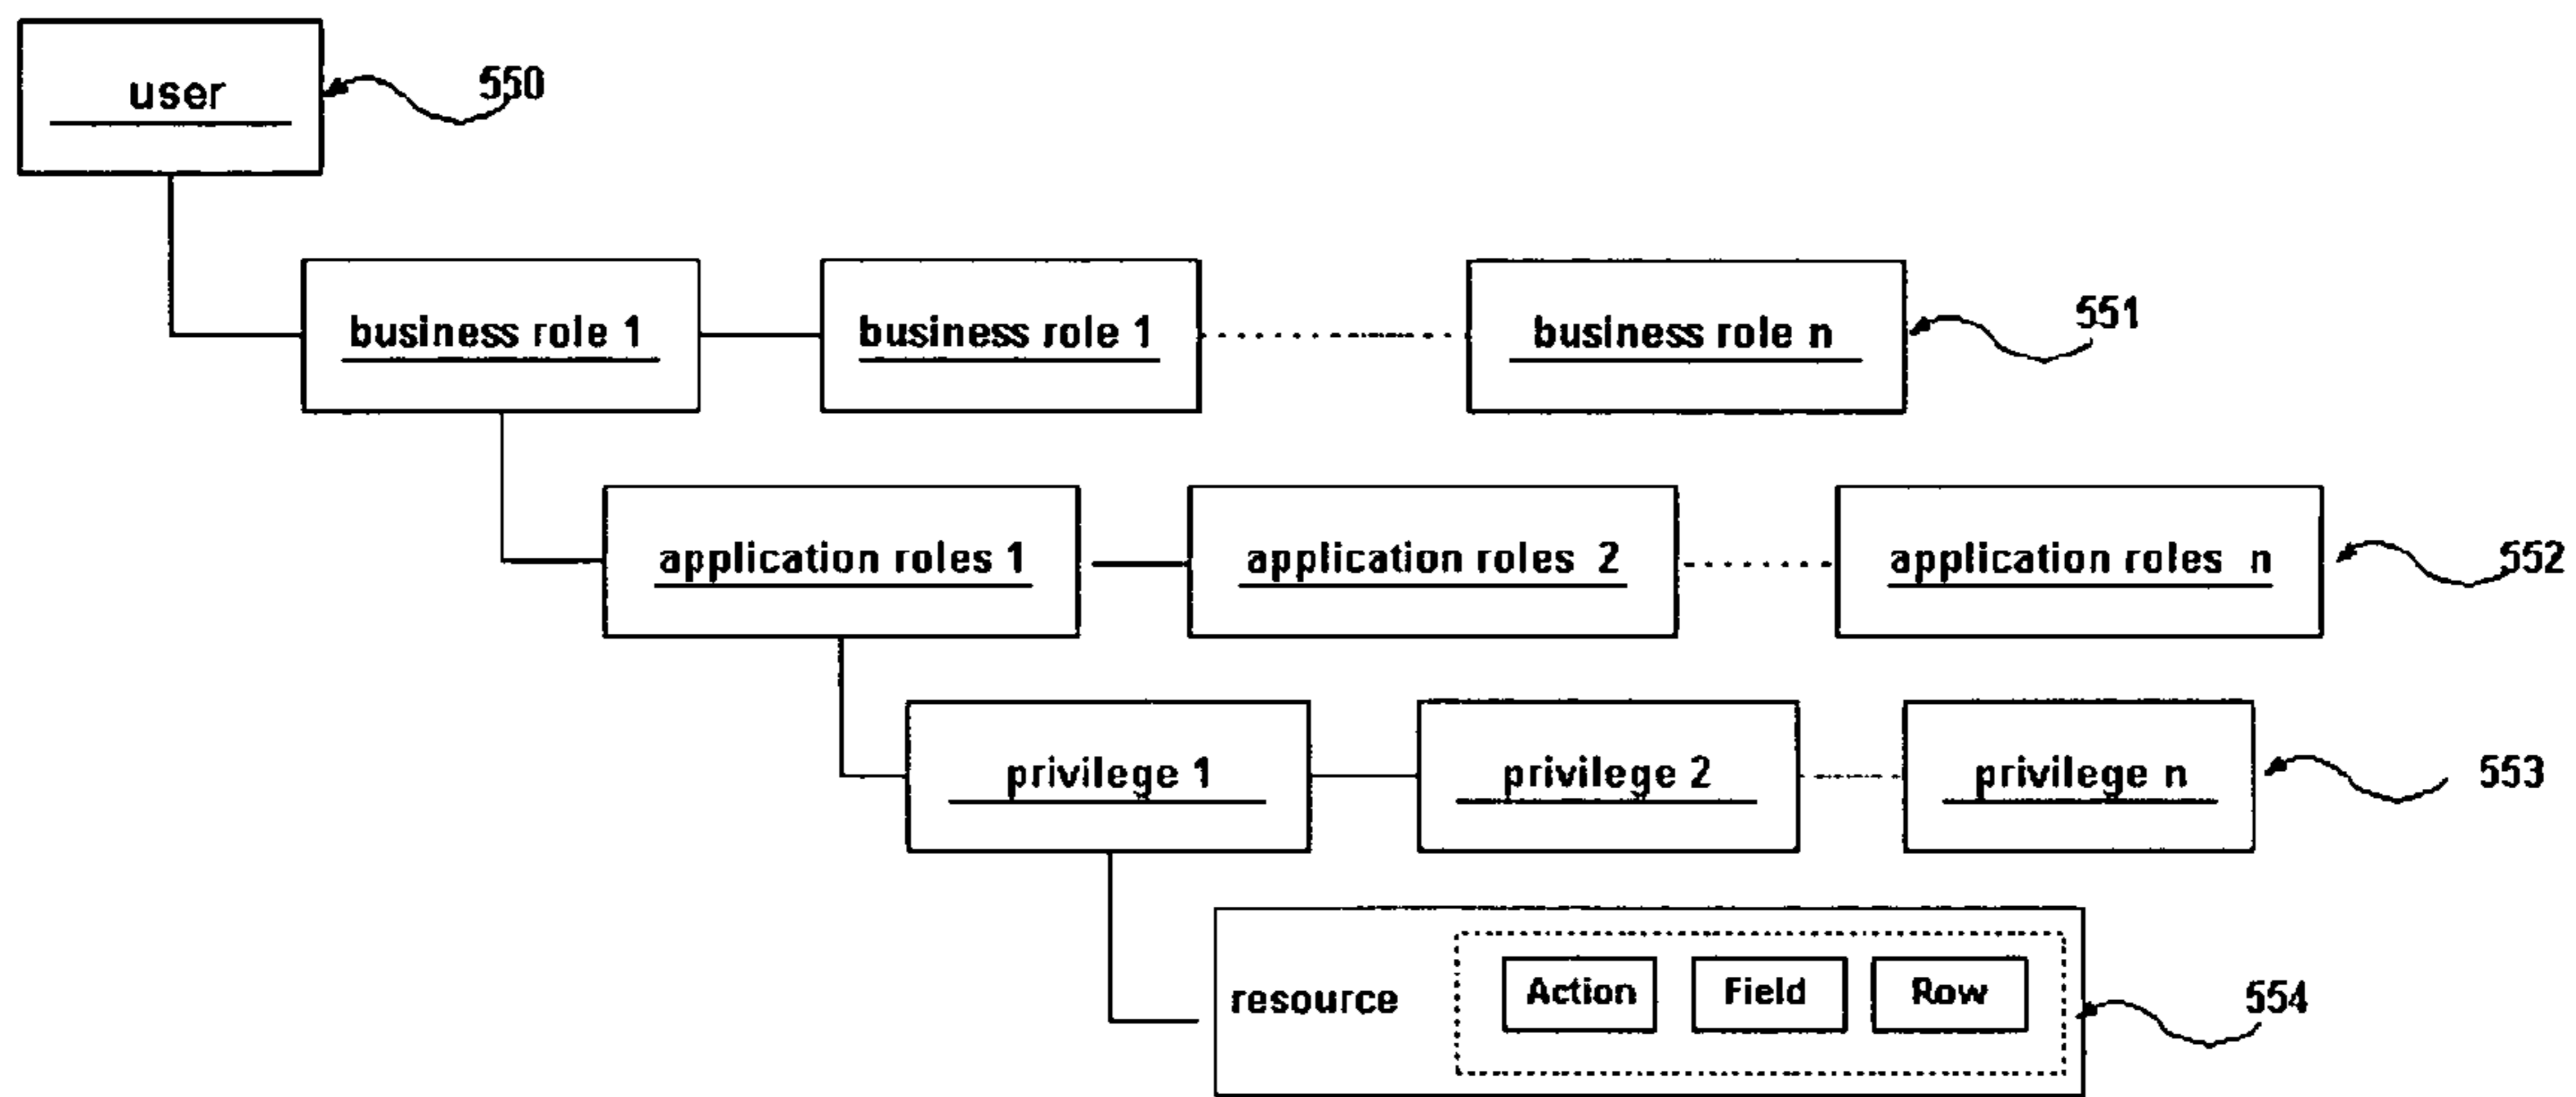 user 550
business role 1 business role 1 business role n 551
application roles 1 application roles 2 application roles n 552
privilege 1 privilege 2 privilege n 553
resource Action Field Row 554